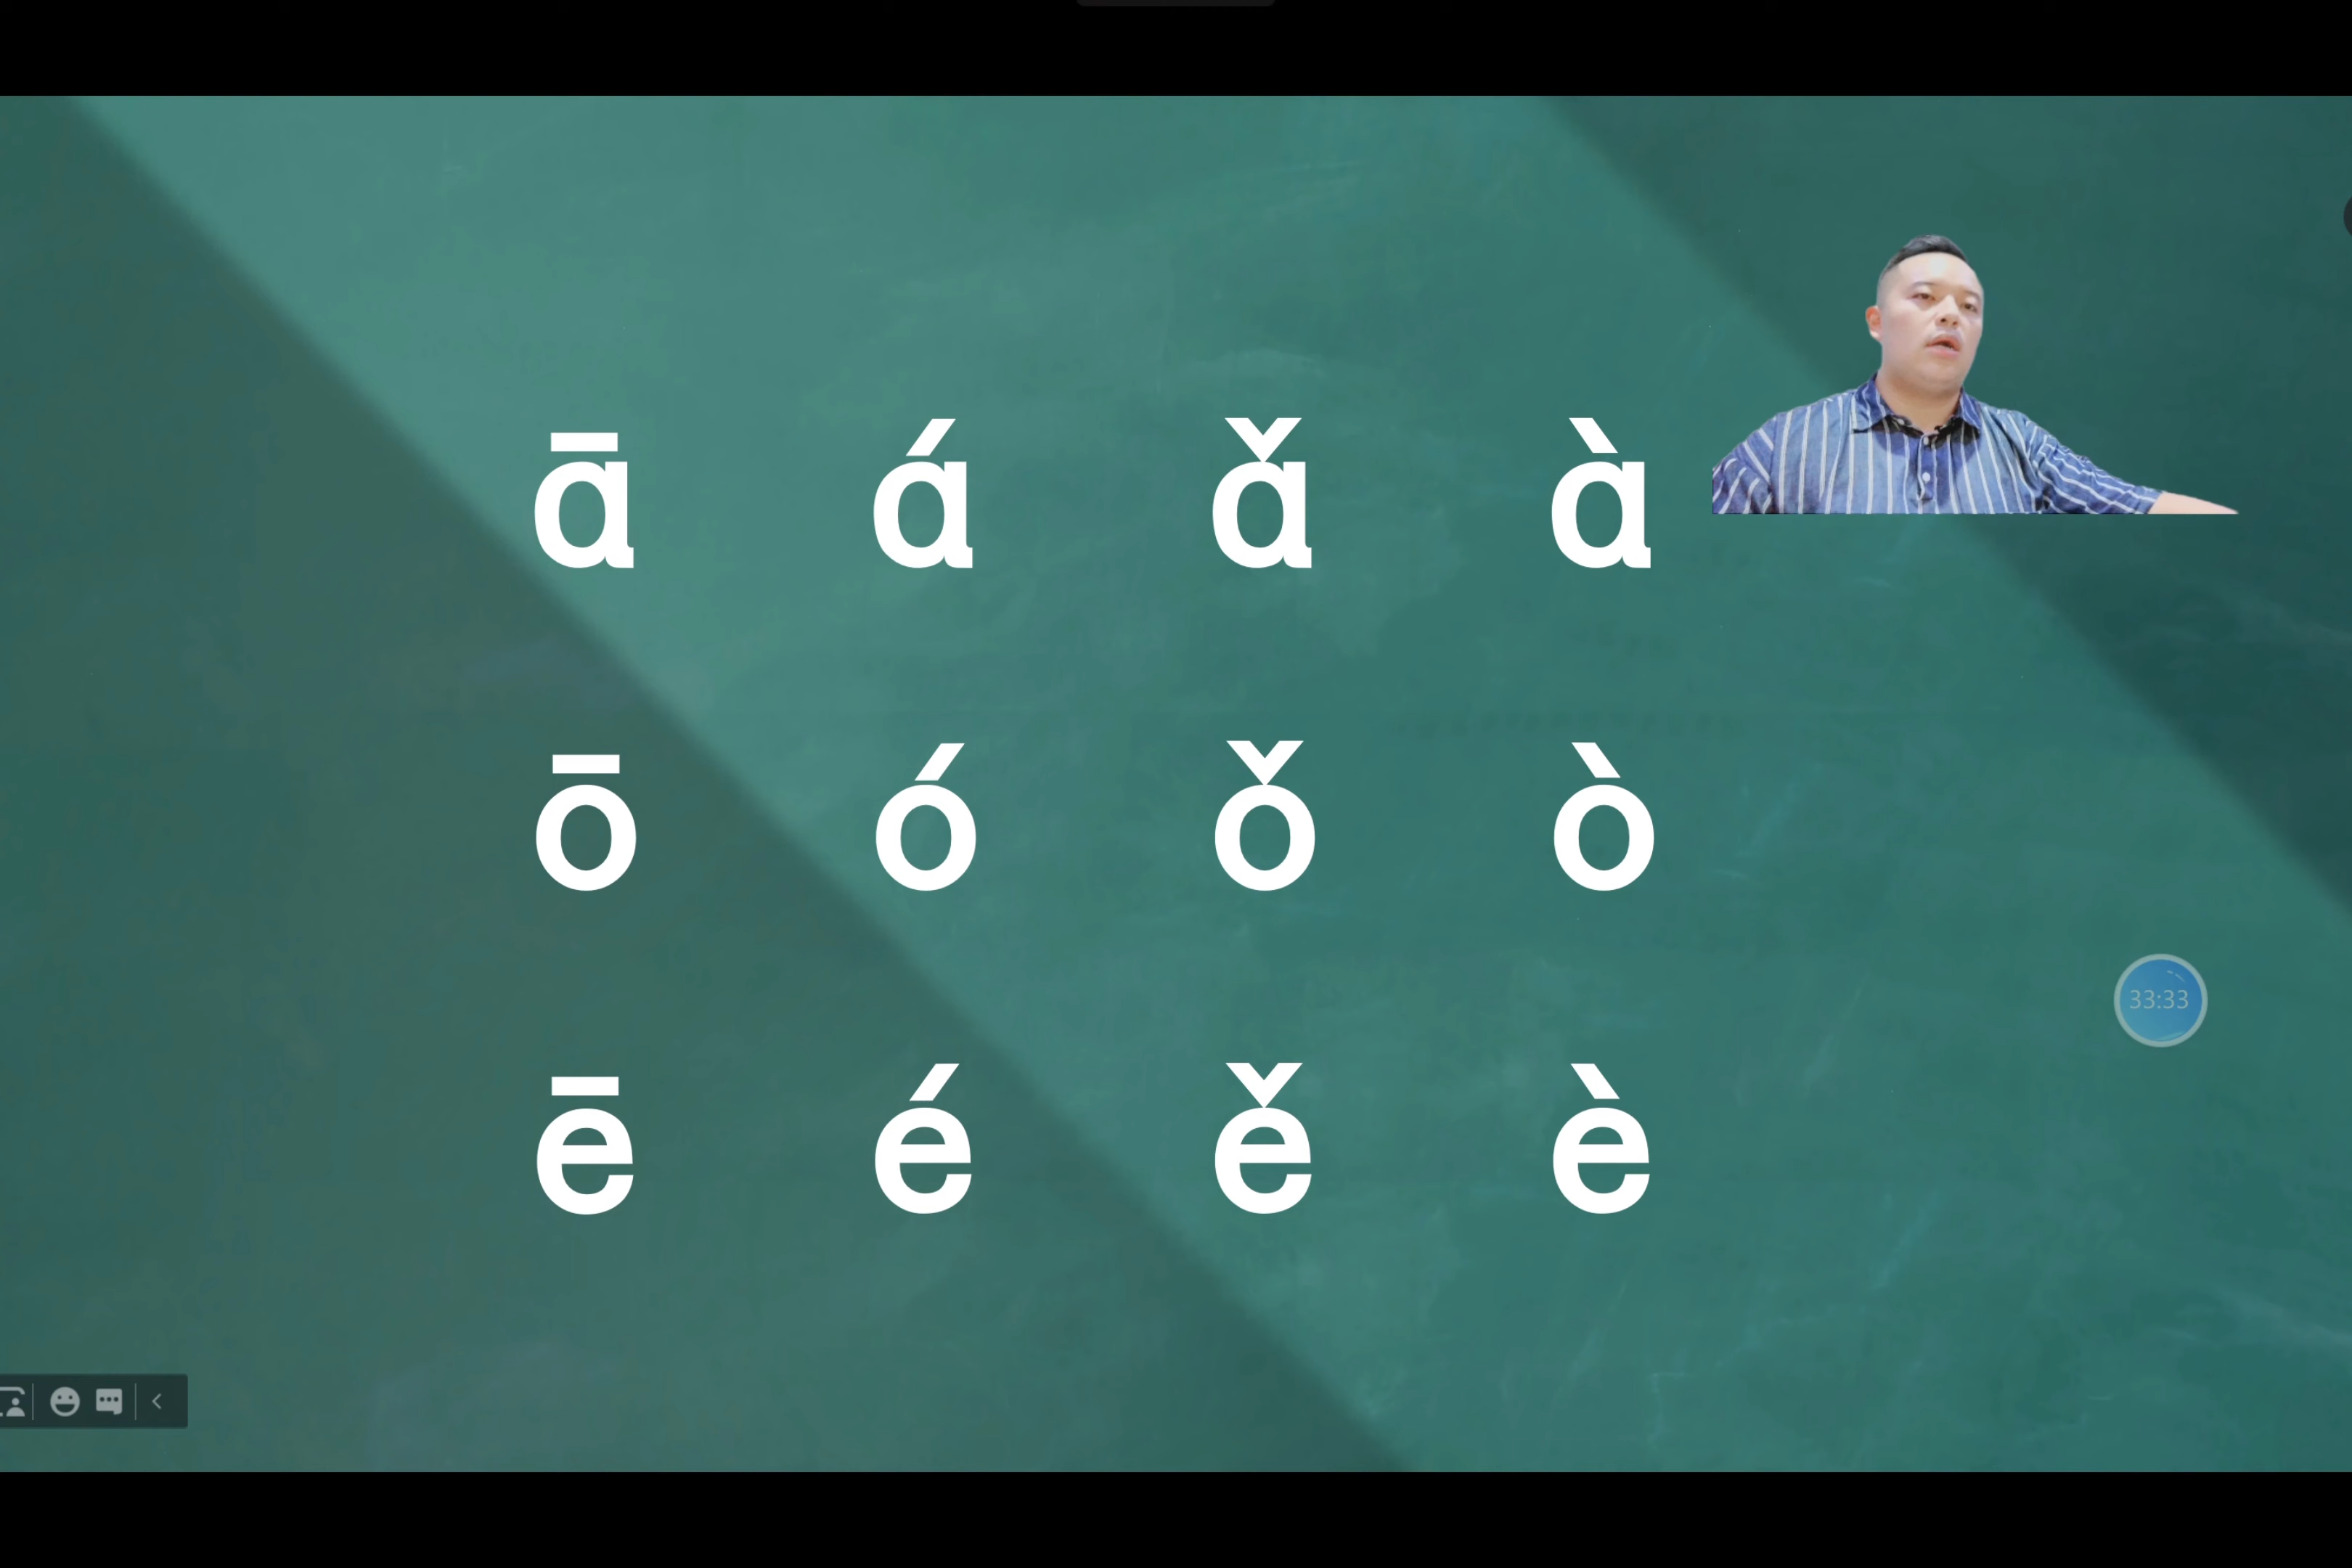 ā á ǎ à
ō ó ǒ ò
33:33
ē é ě è